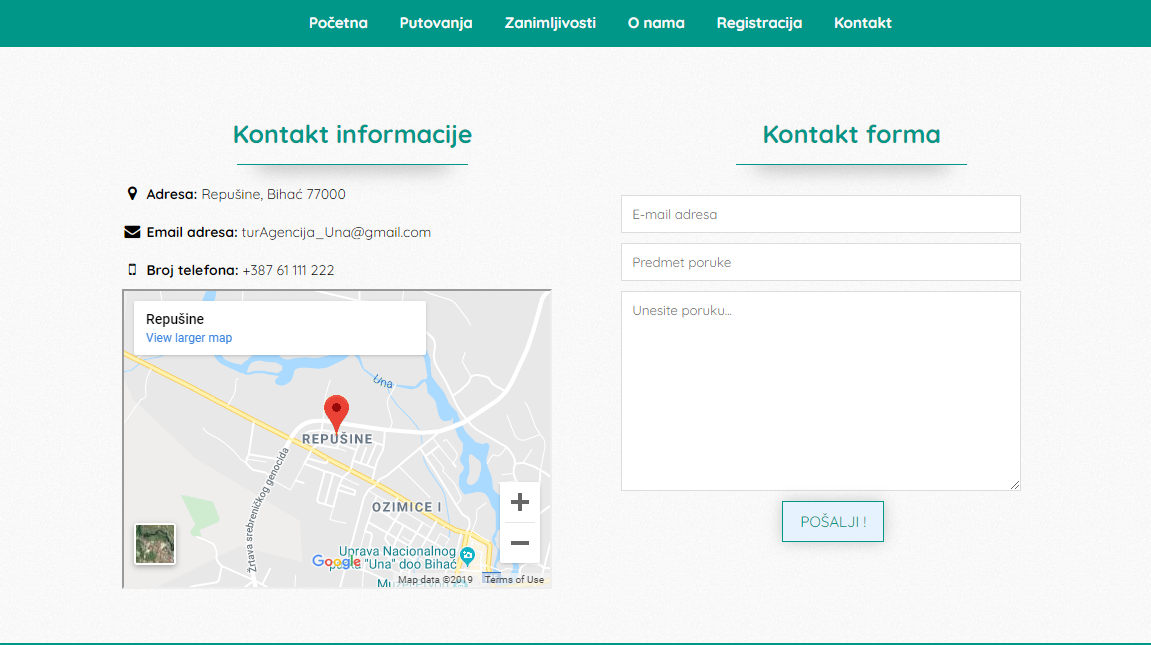 Početna Putovanja Zanimljivosti O nama Registracija Kontakt
Kontakt informacije
Adresa: Repušine, Bihać 77000
Email adresa: turAgencija_Una@gmail.com
Broj telefona: +387 61 111 222
Repušine
View larger map
Una
REPUŠINE
Žrtava srebreničkog genocida
OZIMICE I
Uprava Nacionalnog
"Una" doo Bihać
Google
Map data ©2019 Terms of Use
Kontakt forma
E-mail adresa
Predmet poruke
Unesite poruku...
POŠALJI !